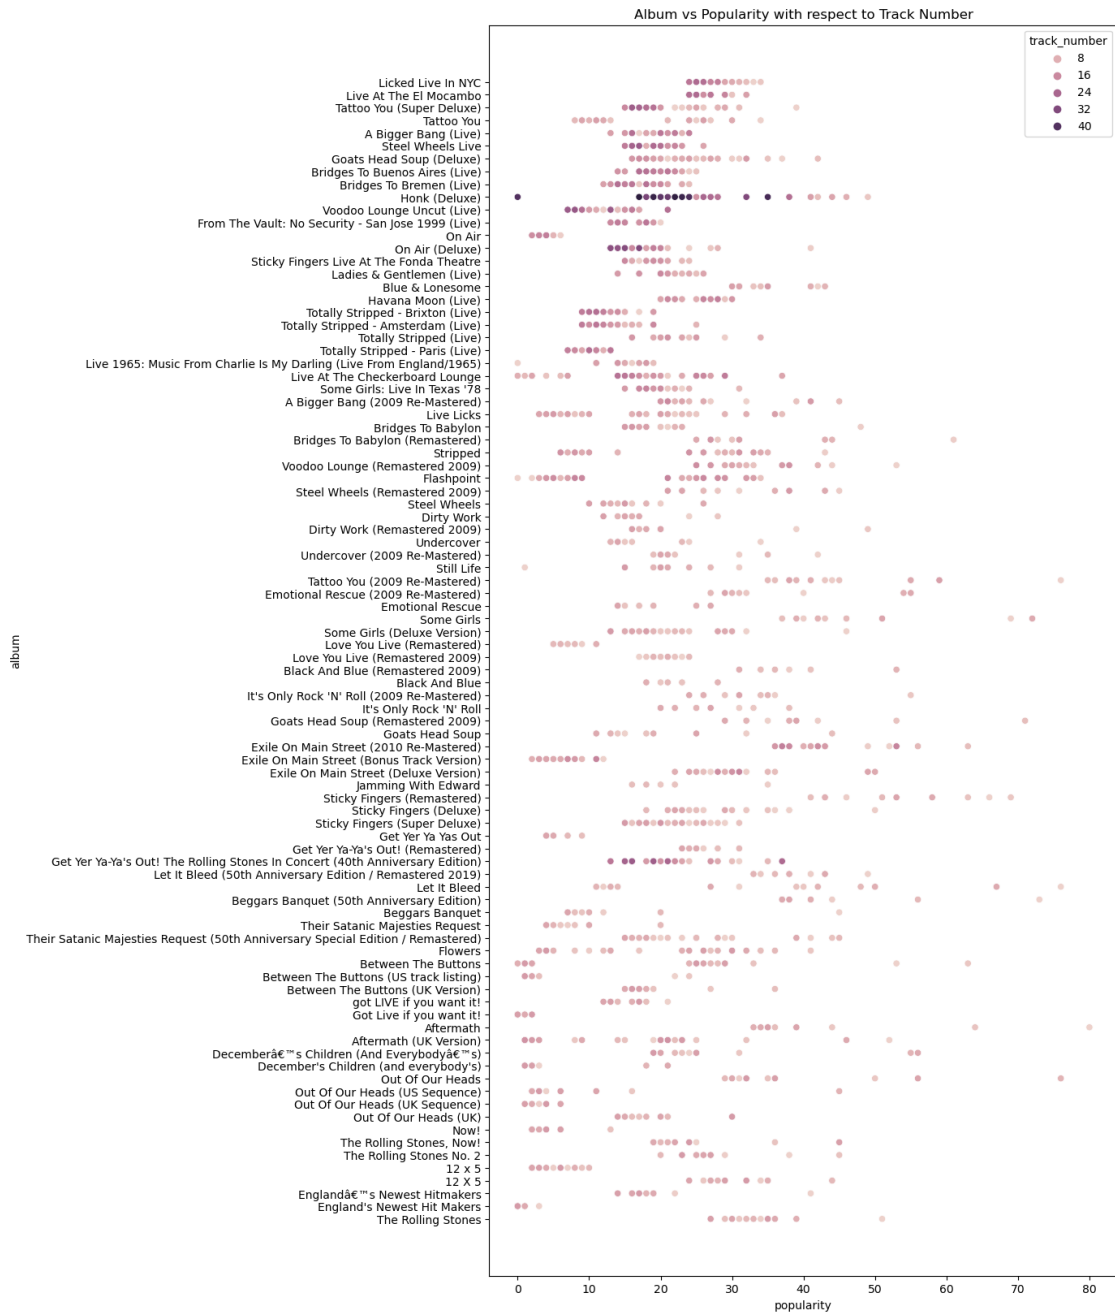 Album vs Popularity with respect to Track Number
track_number
8
16
24
32
40
album
Licked Live In NYC
Live At The El Mocambo
Tattoo You (Super Deluxe)
Tattoo You
A Bigger Bang (Live)
Steel Wheels Live
Goats Head Soup (Deluxe)
Bridges To Buenos Aires (Live)
Bridges To Bremen (Live)
Honk (Deluxe)
Voodoo Lounge Uncut (Live)
From The Vault: No Security - San Jose 1999 (Live)
On Air
On Air (Deluxe)
Sticky Fingers Live At The Fonda Theatre
Ladies & Gentlemen (Live)
Blue & Lonesome
Havana Moon (Live)
Totally Stripped - Brixton (Live)
Totally Stripped - Amsterdam (Live)
Totally Stripped (Live)
Totally Stripped - Paris (Live)
Live 1965: Music From Charlie Is My Darling (Live From England/1965)
Live At The Checkerboard Lounge
Some Girls: Live In Texas '78
A Bigger Bang (2009 Re-Mastered)
Live Licks
Bridges To Babylon
Bridges To Babylon (Remastered)
Stripped
Voodoo Lounge (Remastered 2009)
Flashpoint
Steel Wheels (Remastered 2009)
Steel Wheels
Dirty Work
Dirty Work (Remastered 2009)
Undercover
Undercover (2009 Re-Mastered)
Still Life
Tattoo You (2009 Re-Mastered)
Emotional Rescue (2009 Re-Mastered)
Emotional Rescue
Some Girls
Some Girls (Deluxe Version)
Love You Live (Remastered)
Love You Live (Remastered 2009)
Black And Blue (Remastered 2009)
Black And Blue
It's Only Rock 'N' Roll (2009 Re-Mastered)
It's Only Rock 'N' Roll
Goats Head Soup (Remastered 2009)
Goats Head Soup
Exile On Main Street (2010 Re-Mastered)
Exile On Main Street (Bonus Track Version)
Exile On Main Street (Deluxe Version)
Jamming With Edward
Sticky Fingers (Remastered)
Sticky Fingers (Deluxe)
Sticky Fingers (Super Deluxe)
Get Yer Ya Yas Out
Get Yer Ya-Ya's Out! (Remastered)
Get Yer Ya-Ya's Out! The Rolling Stones In Concert (40th Anniversary Edition)
Let It Bleed (50th Anniversary Edition / Remastered 2019)
Let It Bleed
Beggars Banquet (50th Anniversary Edition)
Beggars Banquet
Their Satanic Majesties Request
Their Satanic Majesties Request (50th Anniversary Special Edition / Remastered)
Flowers
Between The Buttons
Between The Buttons (US track listing)
Between The Buttons (UK Version)
got LIVE if you want it!
Got Live if you want it!
Aftermath
Aftermath (UK Version)
Decemberâ€™s Children (And Everybodyâ€™s)
December's Children (and everybody's)
Out Of Our Heads
Out Of Our Heads (US Sequence)
Out Of Our Heads (UK Sequence)
Out Of Our Heads (UK)
Now!
The Rolling Stones, Now!
The Rolling Stones No. 2
12 x 5
12 X 5
Englandâ€™s Newest Hitmakers
England's Newest Hit Makers
The Rolling Stones
0 10 20 30 40 50 60 70 80
popularity